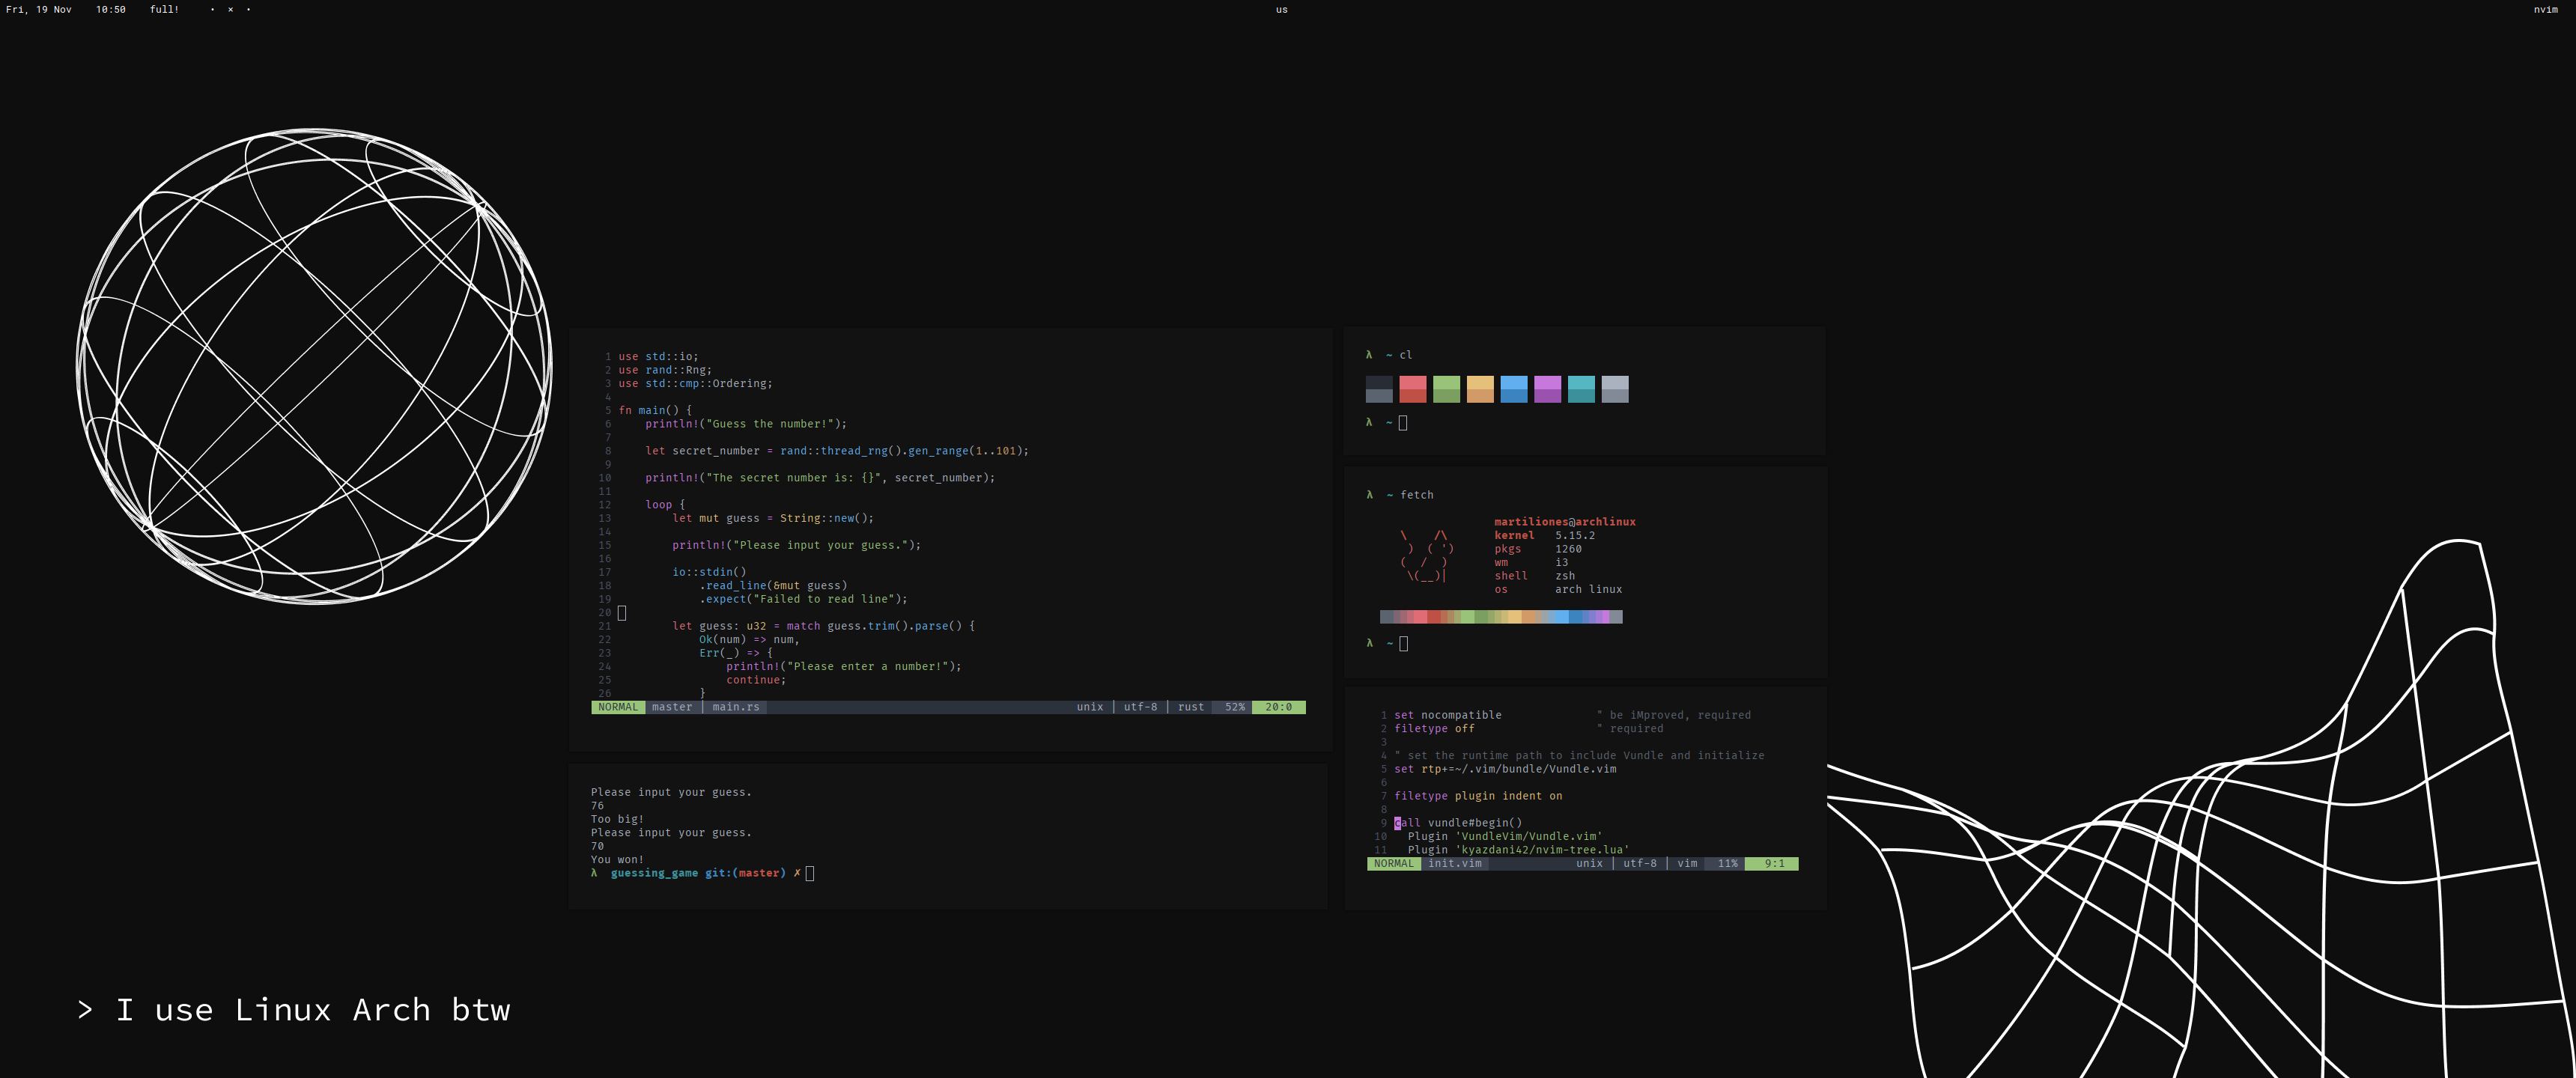 Fri, 19 Nov 10:50 full! • × • us nvim
1 use std::io;
2 use rand::Rng;
3 use std::cmp::Ordering;
4
5 fn main() {
6     println!("Guess the number!");
7
8     let secret_number = rand::thread_rng().gen_range(1..101);
9
10     println!("The secret number is: {}", secret_number);
11
12     loop {
13         let mut guess = String::new();
14
15         println!("Please input your guess.");
16
17         io::stdin()
18             .read_line(&mut guess)
19             .expect("Failed to read line");
20
21         let guess: u32 = match guess.trim().parse() {
22             Ok(num) => num,
23             Err(_) => {
24                 println!("Please enter a number!");
25                 continue;
26             }
NORMAL master | main.rs unix | utf-8 | rust 52% 20:0
Please input your guess.
76
Too big!
Please input your guess.
70
You won!
λ guessing_game git:(master) ✗
λ ~ cl
λ ~
λ ~ fetch
martiliones@archlinux
\    /\ kernel 5.15.2
 )  ( ') pkgs 1260
(  /  ) wm i3
 \(__)| shell zsh
os arch linux
λ ~
1 set nocompatible              " be iMproved, required
2 filetype off                  " required
3
4 " set the runtime path to include Vundle and initialize
5 set rtp+=~/.vim/bundle/Vundle.vim
6
7 filetype plugin indent on
8
9 call vundle#begin()
10   Plugin 'VundleVim/Vundle.vim'
11   Plugin 'kyazdani42/nvim-tree.lua'
NORMAL init.vim unix | utf-8 | vim 11% 9:1
> I use Linux Arch btw